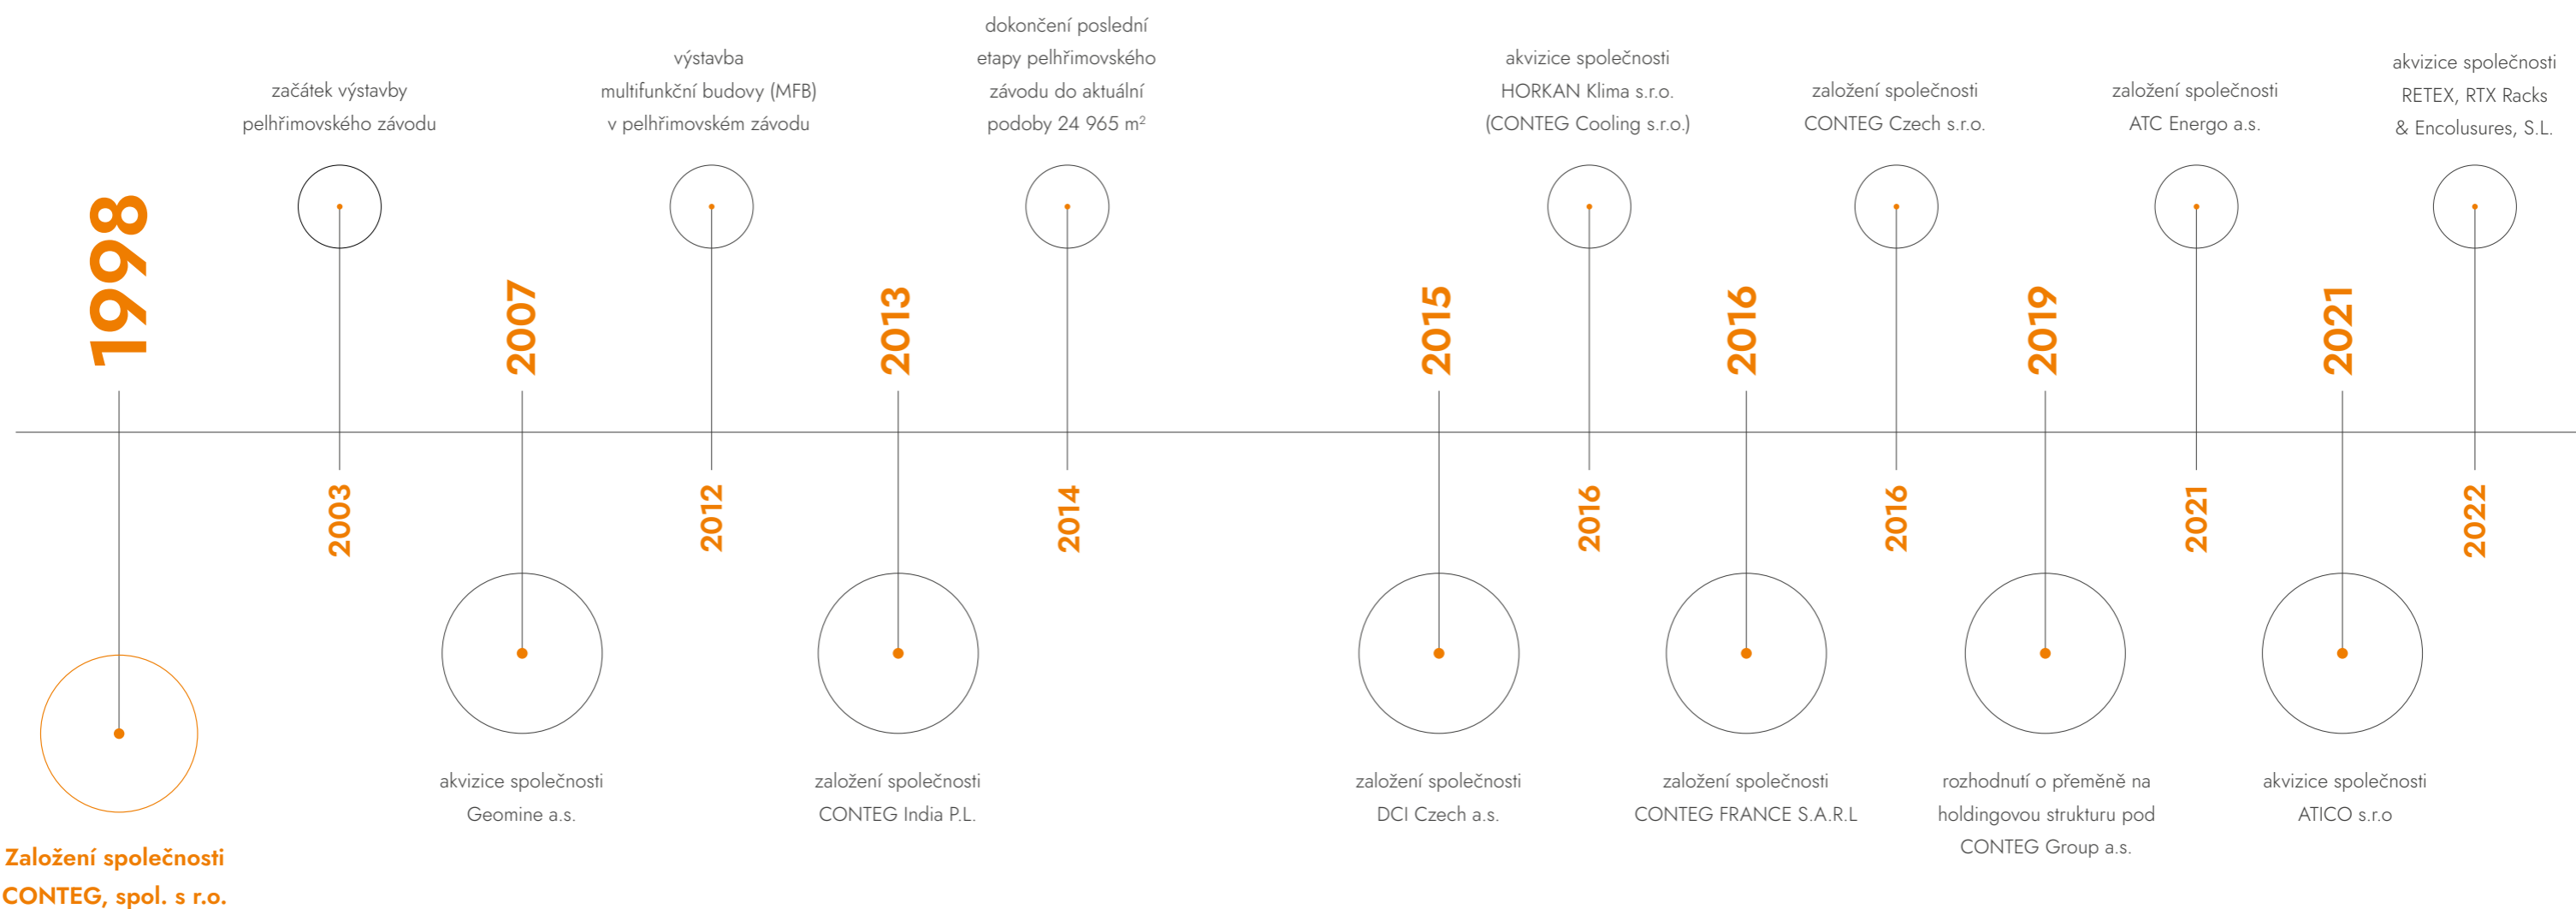 1998
Založení společnosti
CONTEG, spol. s r.o.
začátek výstavby
pelhřimovského závodu
2003
2007
akvizice společnosti
Geomine a.s.
výstavba
multifunkční budovy (MFB)
v pelhřimovském závodu
2012
2013
založení společnosti
CONTEG India P.L.
dokončení poslední
etapy pelhřimovského
závodu do aktuální
podoby 24 965 m²
2014
2015
založení společnosti
DCI Czech a.s.
akvizice společnosti
HORKAN Klima s.r.o.
(CONTEG Cooling s.r.o.)
2016
2016
založení společnosti
CONTEG FRANCE S.A.R.L
založení společnosti
CONTEG Czech s.r.o.
2016
2019
rozhodnutí o přeměně na
holdingovou strukturu pod
CONTEG Group a.s.
založení společnosti
ATC Energo a.s.
2021
2021
akvizice společnosti
ATICO s.r.o
akvizice společnosti
RETEX, RTX Racks
& Encolusures, S.L.
2022